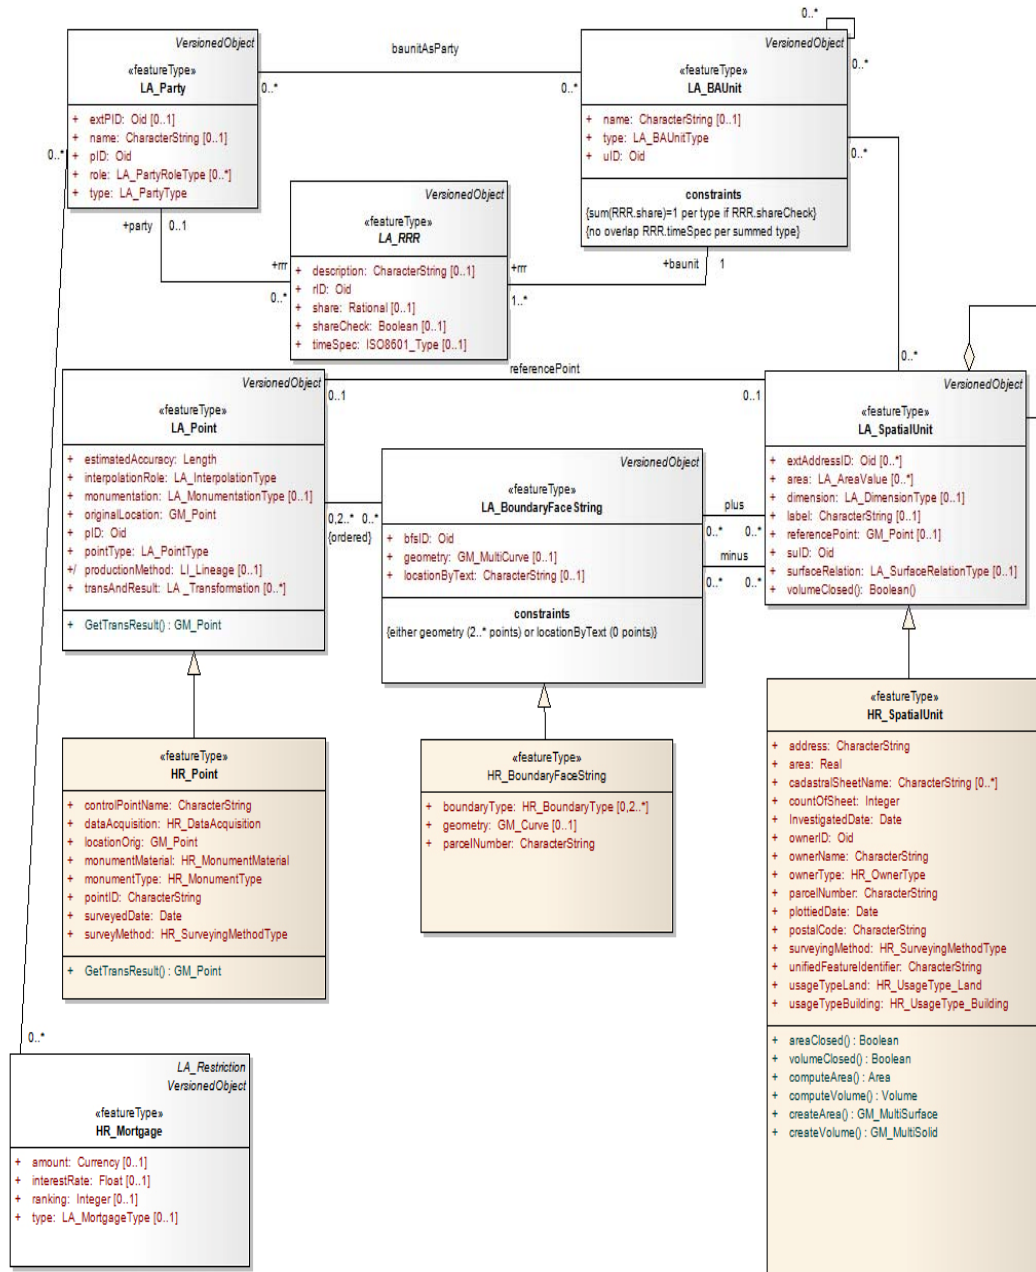 VersionedObject
«featureType»
LA_Party
+ extPID: Oid [0..1]
+ name: CharacterString [0..1]
+ pID: Oid
+ role: LA_PartyRoleType [0..*]
+ type: LA_PartyType
baunitAsParty
0..*
0..*
0..*
0..*
VersionedObject
«featureType»
LA_BAUnit
+ name: CharacterString [0..1]
+ type: LA_BAUnitType
+ uID: Oid
constraints
{sum(RRR.share)=1 per type if RRR.shareCheck}
{no overlap RRR.timeSpec per summed type}
0..*
0..*
+party
0..1
+rrr
0..*
VersionedObject
«featureType»
LA_RRR
+ description: CharacterString [0..1]
+ rID: Oid
+ share: Rational [0..1]
+ shareCheck: Boolean [0..1]
+ timeSpec: ISO8601_Type [0..1]
+rrr
1..*
+baunit
1
0..*
referencePoint
0..1
0..1
VersionedObject
«featureType»
LA_Point
+ estimatedAccuracy: Length
+ interpolationRole: LA_InterpolationType
+ monumentation: LA_MonumentationType [0..1]
+ originalLocation: GM_Point
+ pID: Oid
+ pointType: LA_PointType
+/ productionMethod: LI_Lineage [0..1]
+ transAndResult: LA _Transformation [0..*]
+ GetTransResult() : GM_Point
0,2..* 0..*
{ordered}
VersionedObject
«featureType»
LA_BoundaryFaceString
+ bfsID: Oid
+ geometry: GM_MultiCurve [0..1]
+ locationByText: CharacterString [0..1]
constraints
{either geometry (2..* points) or locationByText (0 points)}
plus
0..* 0..*
minus
0..* 0..*
VersionedObject
«featureType»
LA_SpatialUnit
+ extAddressID: Oid [0..*]
+ area: LA_AreaValue [0..*]
+ dimension: LA_DimensionType [0..1]
+ label: CharacterString [0..1]
+ referencePoint: GM_Point [0..1]
+ suID: Oid
+ surfaceRelation: LA_SurfaceRelationType [0..1]
+ volumeClosed(): Boolean()
«featureType»
HR_Point
+ controlPointName: CharacterString
+ dataAcquisition: HR_DataAcquisition
+ locationOrig: GM_Point
+ monumentMaterial: HR_MonumentMaterial
+ monumentType: HR_MonumentType
+ pointID: CharacterString
+ surveyedDate: Date
+ surveyMethod: HR_SurveyingMethodType
+ GetTransResult() : GM_Point
«featureType»
HR_BoundaryFaceString
+ boundaryType: HR_BoundaryType [0,2..*]
+ geometry: GM_Curve [0..1]
+ parcelNumber: CharacterString
«featureType»
HR_SpatialUnit
+ address: CharacterString
+ area: Real
+ cadastralSheetName: CharacterString [0..*]
+ countOfSheet: Integer
+ InvestigatedDate: Date
+ ownerID: Oid
+ ownerName: CharacterString
+ ownerType: HR_OwnerType
+ parcelNumber: CharacterString
+ plottiedDate: Date
+ postalCode: CharacterString
+ surveyingMethod: HR_SurveyingMethodType
+ unifiedFeatureIdentifier: CharacterString
+ usageTypeLand: HR_UsageType_Land
+ usageTypeBuilding: HR_UsageType_Building
+ areaClosed() : Boolean
+ volumeClosed() : Boolean
+ computeArea() : Area
+ computeVolume() : Volume
+ createArea() : GM_MultiSurface
+ createVolume() : GM_MultiSolid
0..*
LA_Restriction
VersionedObject
«featureType»
HR_Mortgage
+ amount: Currency [0..1]
+ interestRate: Float [0..1]
+ ranking: Integer [0..1]
+ type: LA_MortgageType [0..1]